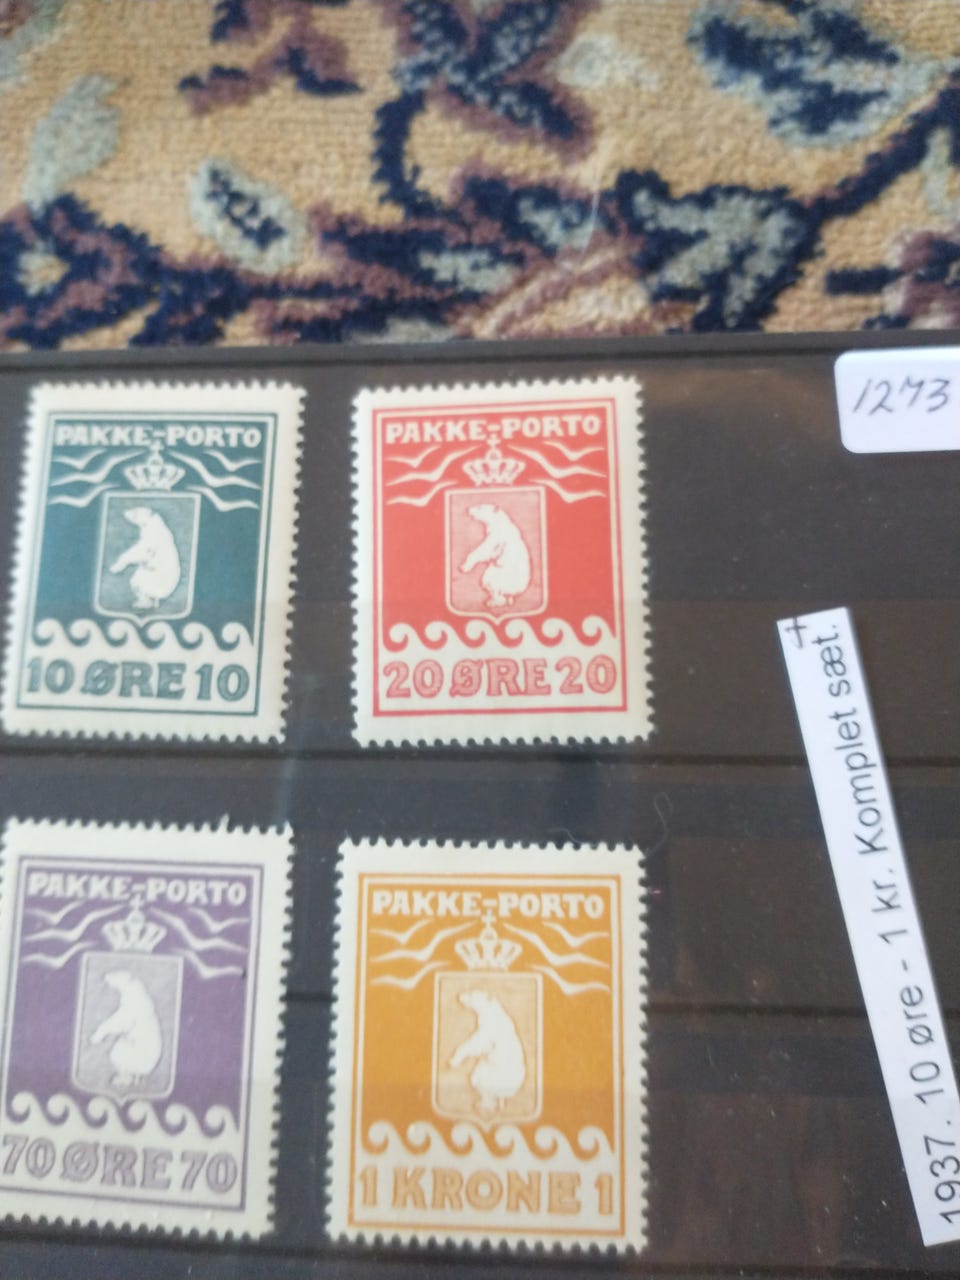 PAKKE-PORTO
10 ØRE 10
PAKKE-PORTO
20 ØRE 20
1273
PAKKE-PORTO
70 ØRE 70
PAKKE-PORTO
1 KRONE 1
1937. 10 øre - 1 kr. Komplet sæt. +